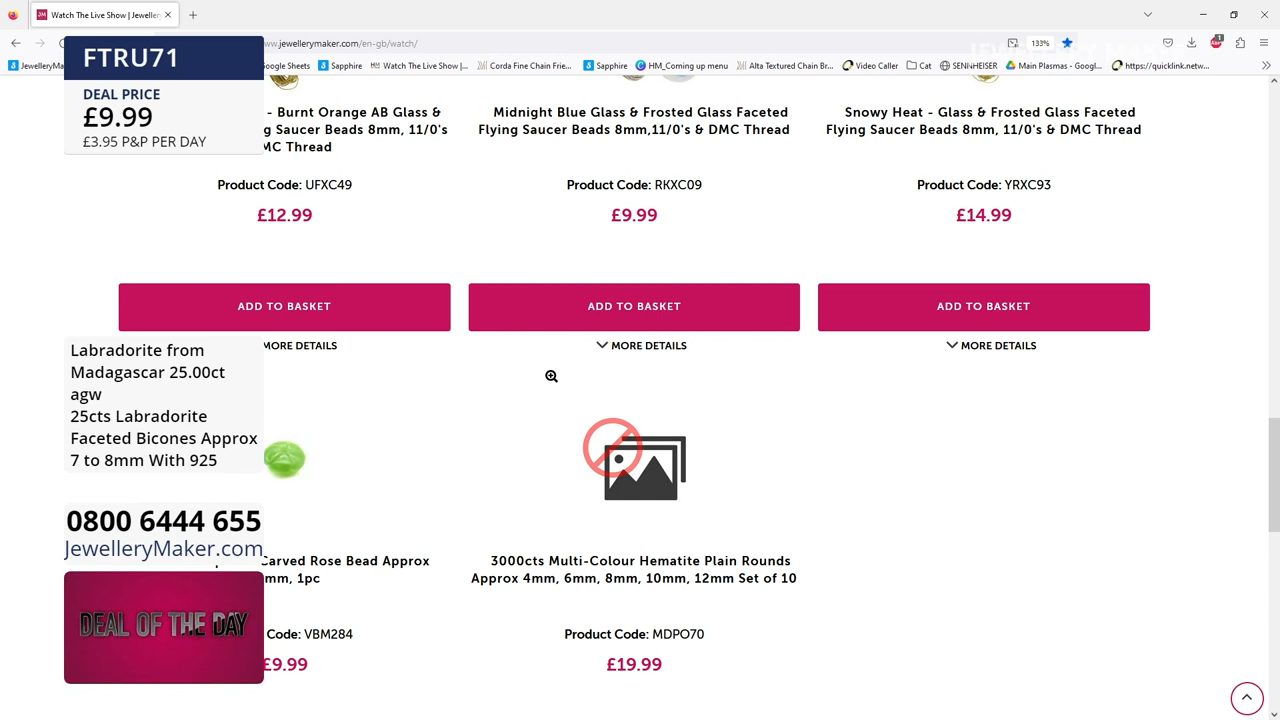 Watch The Live Show | Jeweller
ww.jewellerymaker.com/en-gb/watch/
133%
1
JEWELLERY MAKER
JewelleryM
oogle Sheets
Sapphire
Watch The Live Show |...
Corda Fine Chain Frie...
Sapphire
HM_Coming up menu
Alta Textured Chain Br...
Video Caller
Cat
SENNHEISER
Main Plasmas - Googl...
https://quicklink.netw...
FTRU71
DEAL PRICE
£9.99
£3.95 P&P PER DAY
- Burnt Orange AB Glass &
g Saucer Beads 8mm, 11/0's
MC Thread
Product Code: UFXC49
£12.99
ADD TO BASKET
MORE DETAILS
Midnight Blue Glass & Frosted Glass Faceted
Flying Saucer Beads 8mm,11/0's & DMC Thread
Product Code: RKXC09
£9.99
ADD TO BASKET
MORE DETAILS
Snowy Heat - Glass & Frosted Glass Faceted
Flying Saucer Beads 8mm, 11/0's & DMC Thread
Product Code: YRXC93
£14.99
ADD TO BASKET
MORE DETAILS
Labradorite from
Madagascar 25.00ct
agw
25cts Labradorite
Faceted Bicones Approx
7 to 8mm With 925
0800 6444 655
JewelleryMaker.com
DEAL OF THE DAY
Carved Rose Bead Approx
mm, 1pc
Code: VBM284
£9.99
3000cts Multi-Colour Hematite Plain Rounds
Approx 4mm, 6mm, 8mm, 10mm, 12mm Set of 10
Product Code: MDPO70
£19.99